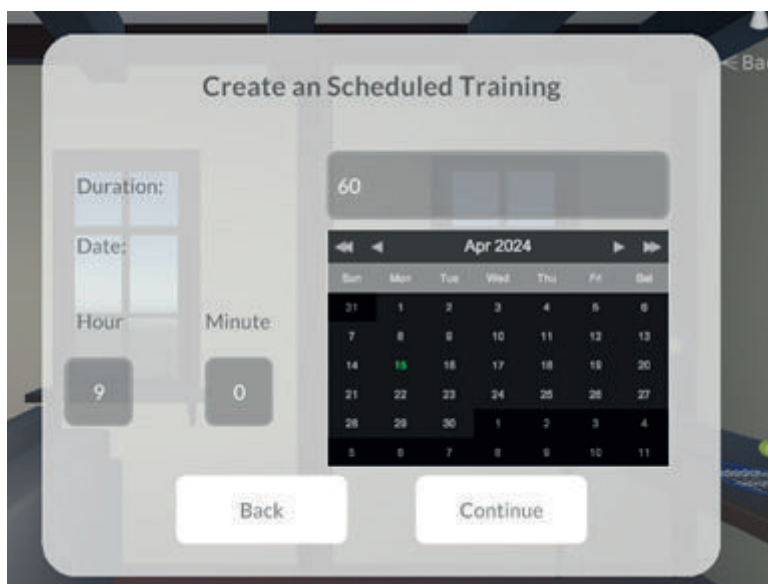 Create an Scheduled Training
Duration:
60
Date:
Apr 2024
Sun Mon Tue Wed Thu Fri Sat
31 1 2 3 4 5 6
7 8 9 10 11 12 13
14 15 16 17 18 19 20
21 22 23 24 25 26 27
28 29 30 1 2 3 4
5 6 7 8 9 10 11
Hour Minute
9 0
Back Continue